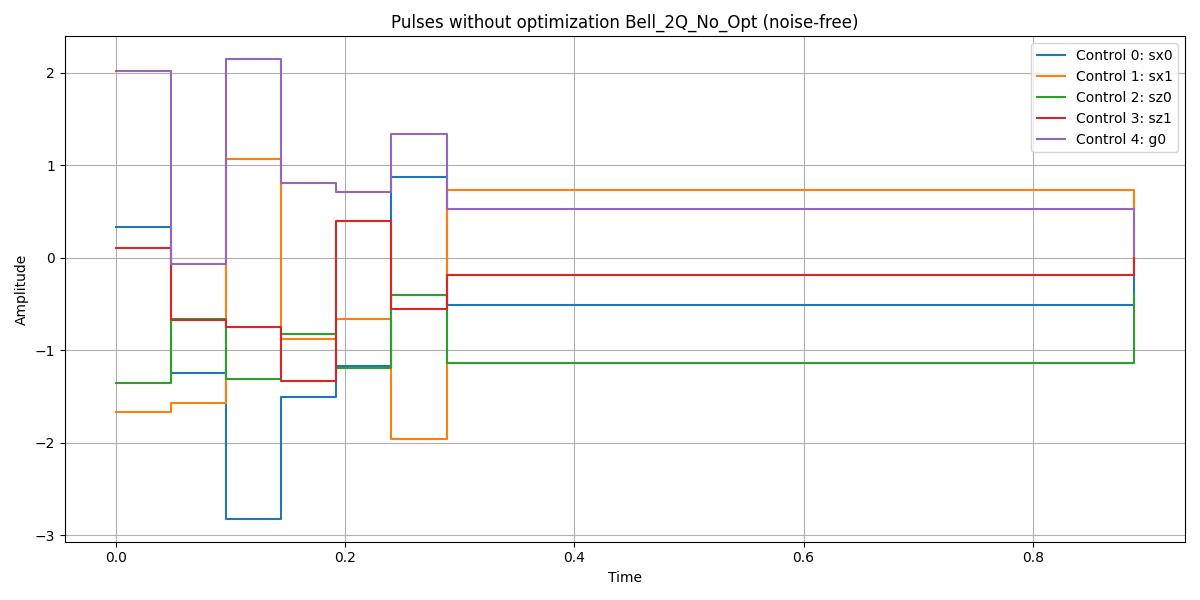 Pulses without optimization Bell_2Q_No_Opt (noise-free)
Control 0: sx0
Control 1: sx1
Control 2: sz0
Control 3: sz1
Control 4: g0
Amplitude
2
1
0
−1
−2
−3
0.0 0.2 0.4 0.6 0.8
Time